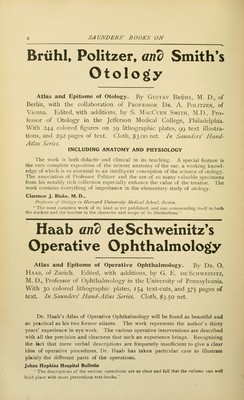 4 SAUNDERS' BOOKS ON
Brühl, Politzer, and Smith's
Otology
Atlas and Epitome of Otology. By GUSTAV BRÜHL, M. D., of
Berlin, with the collaboration of PROFESSOR DR. A. POLITZER, of
Vienna. Edited, with additions, by S. MACCUEN SMITH, M.D., Pro-
fessor of Otology in the Jefferson Medical College, Philadelphia.
With 244 colored figures on 39 lithographic plates, 99 text illustra-
tions, and 292 pages of text. Cloth, $3.00 net. In Saunders' Hand-
Atlas Series.
INCLUDING ANATOMY AND PHYSIOLOGY
The work is both didactic and clinical in its teaching. A special feature is
the very complete exposition of the minute anatomy of the ear, a working knowl-
edge of which is so essential to an intelligent conception of the science of otology.
The association of Professor Politzer and the use of so many valuable specimens
from his notably rich collection especially enhance the value of the treatise. The
work contains everything of importance in the elementary study of otology.
Clarence J. Blake, M. D.,
Professor of Otology in Harvard University Medical School, Boston.
"The most complete work of its kind as yet published, and one commending itself to both
the student and the teacher in the character and scope of its illustrations."
Haab and deSchweinitz's
Operative Ophthalmology
Atlas and Epitome of Operative Ophthalmology. By DR. O.
HAAB, of Zurich. Edited, with additions, by G. E. DE SCHWEINITZ,
M. D., Professor of Ophthalmology in the University of Pennsylvania.
With 30 colored lithographic plates, 154 text-cuts, and 375 pages of
text. In Saunders' Hand-Atlas Series. Cloth, $3.50 net.
Dr. Haab's Atlas of Operative Ophthalmology will be found as beautiful and
as practical as his two former atlases. The work represents the author's thirty
years' experience in eye work. The various operative interventions are described
with all the precision and clearness that such an experience brings. Recognizing
the fact that mere verbal descriptions are frequently insufficient to give a clear
idea of operative procedures, Dr. Haab has taken particular care to illustrate
plainly the different parts of the operations.
Johns Hopkins Hospital Bulletin
"The descriptions of the various operations are so clear and full that the volume can well
hold place with more pretentious text-books."